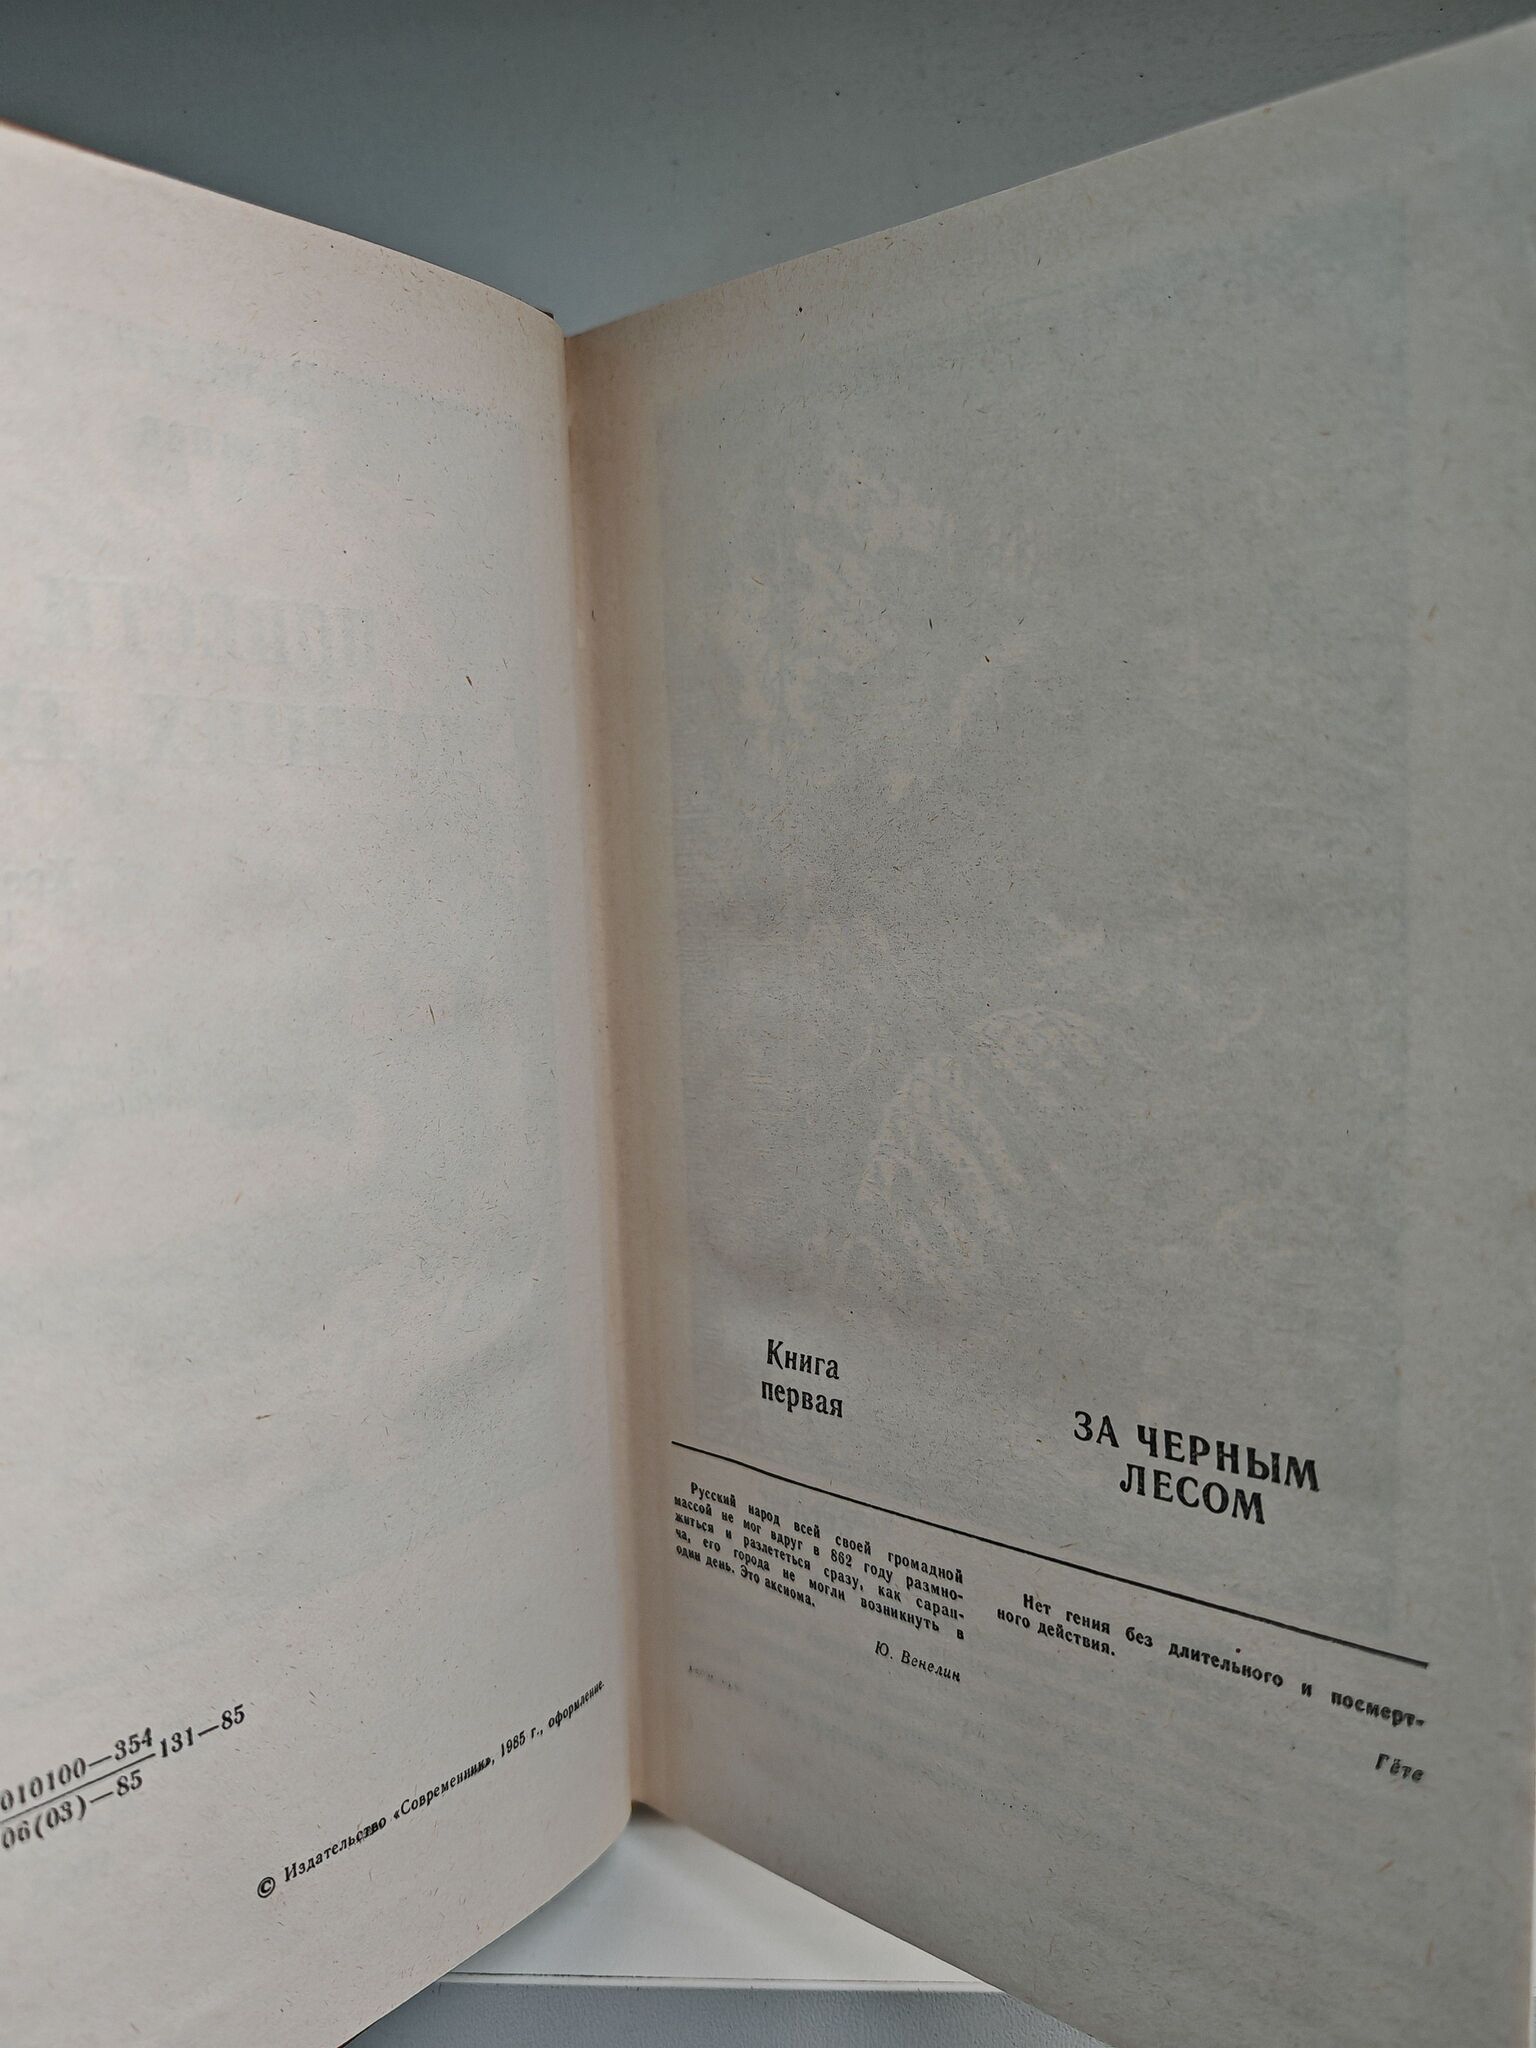 010100—354
06(03)—85
131—85
© Издательство «Современник», 1985 г., оформление.
Книга
первая
ЗА ЧЕРНЫМ
ЛЕСОМ
Русский народ всей своей громадной
массой не мог вдруг в 862 году размно-
житься и разлететься сразу, как саран-
ча, его города не могли возникнуть в
один день. Это аксиома.
Ю. Венелин
Нет гения без длительного и посмерт-
ного действия.
Гёте